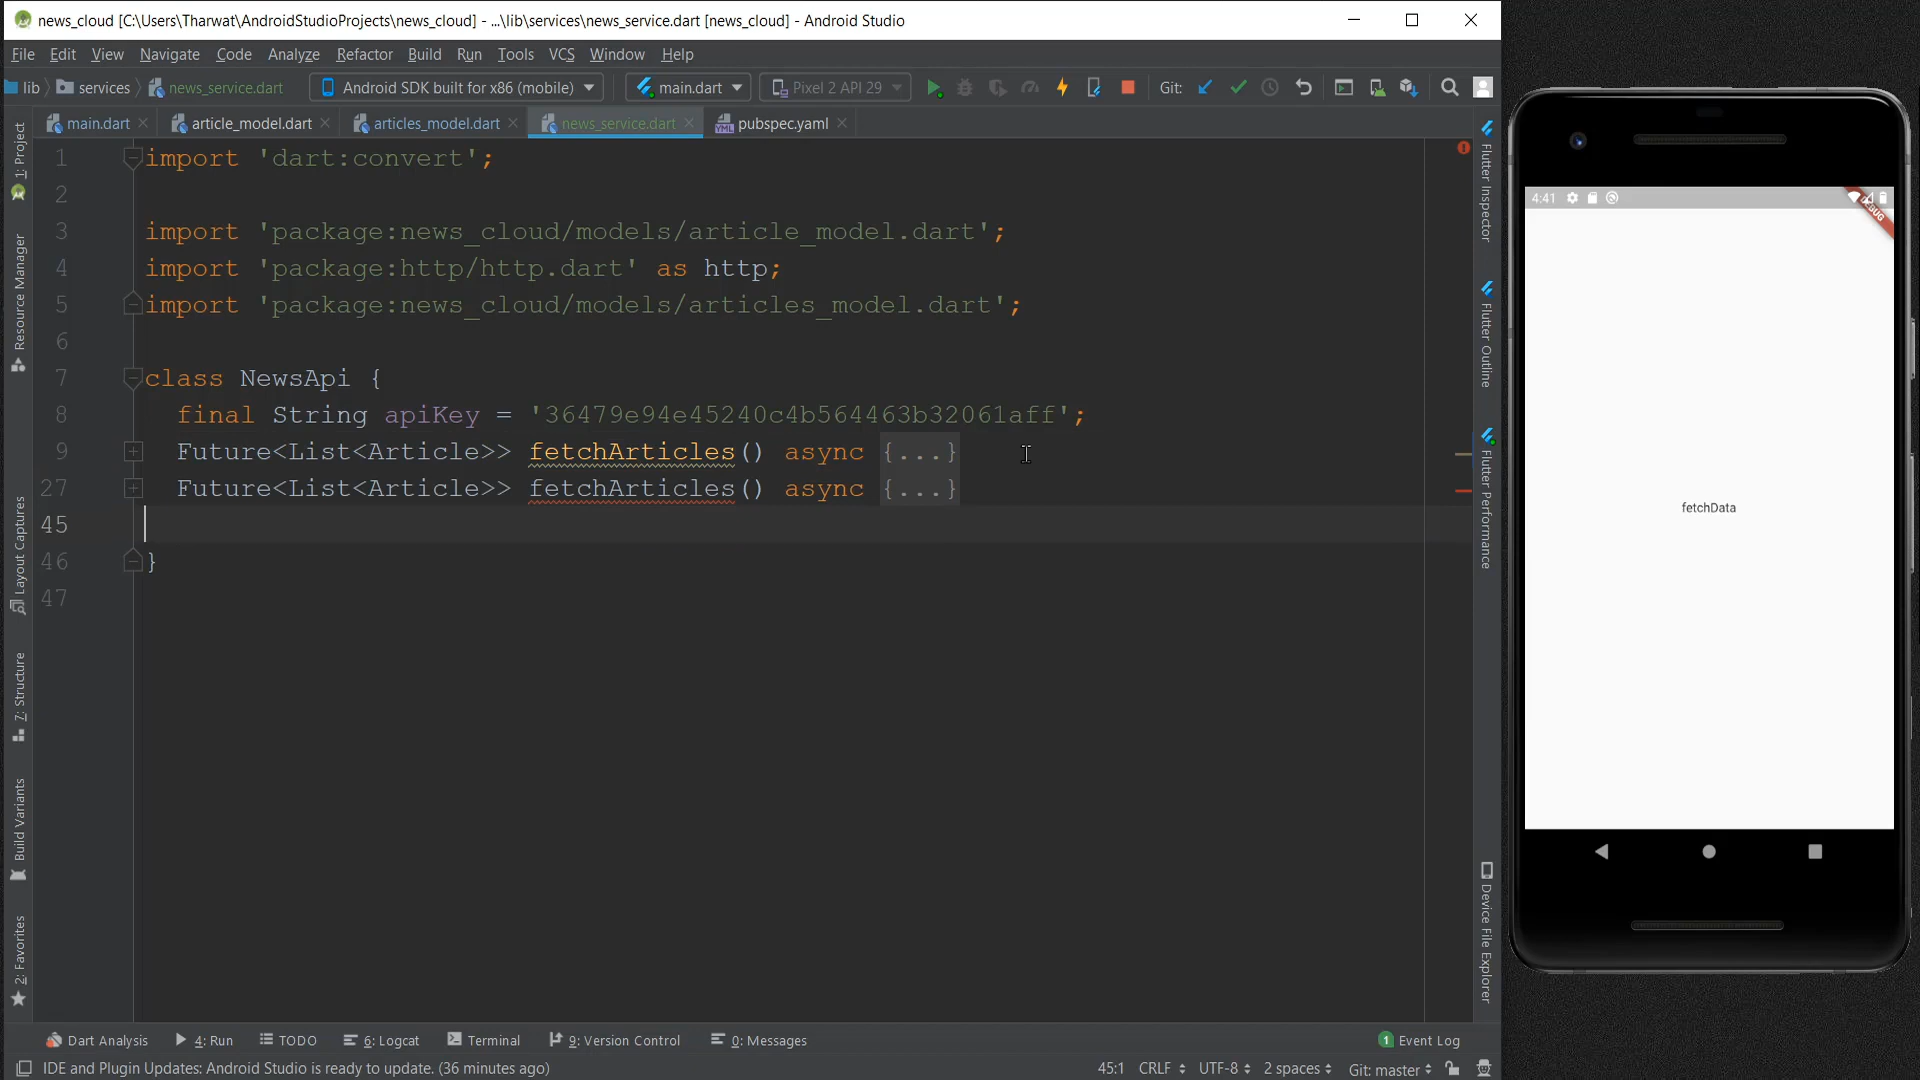 news_cloud [C:\Users\Tharwat\AndroidStudioProjects\news_cloud] - ...\lib\services\news_service.dart [news_cloud] - Android Studio
File Edit View Navigate Code Analyze Refactor Build Run Tools VCS Window Help
lib services news_service.dart Android SDK built for x86 (mobile) main.dart Pixel 2 API 29 Git:
main.dart article_model.dart articles_model.dart news_service.dart pubspec.yaml
1 import 'dart:convert';
2
3 import 'package:news_cloud/models/article_model.dart';
4 import 'package:http/http.dart' as http;
5 import 'package:news_cloud/models/articles_model.dart';
6
7 class NewsApi {
8 final String apiKey = '36479e94e45240c4b564463b32061aff';
9 Future<List<Article>> fetchArticles() async {...}
27 Future<List<Article>> fetchArticles() async {...}
45
46 }
47
1: Project
Resource Manager
Layout Captures
7: Structure
Build Variants
2: Favorites
Flutter Inspector
Flutter Outline
Flutter Performance
Device File Explorer
4:41
DEBUG
fetchData
Dart Analysis 4: Run TODO 6: Logcat Terminal 9: Version Control 0: Messages 1 Event Log
IDE and Plugin Updates: Android Studio is ready to update. (36 minutes ago) 45:1 CRLF UTF-8 2 spaces Git: master